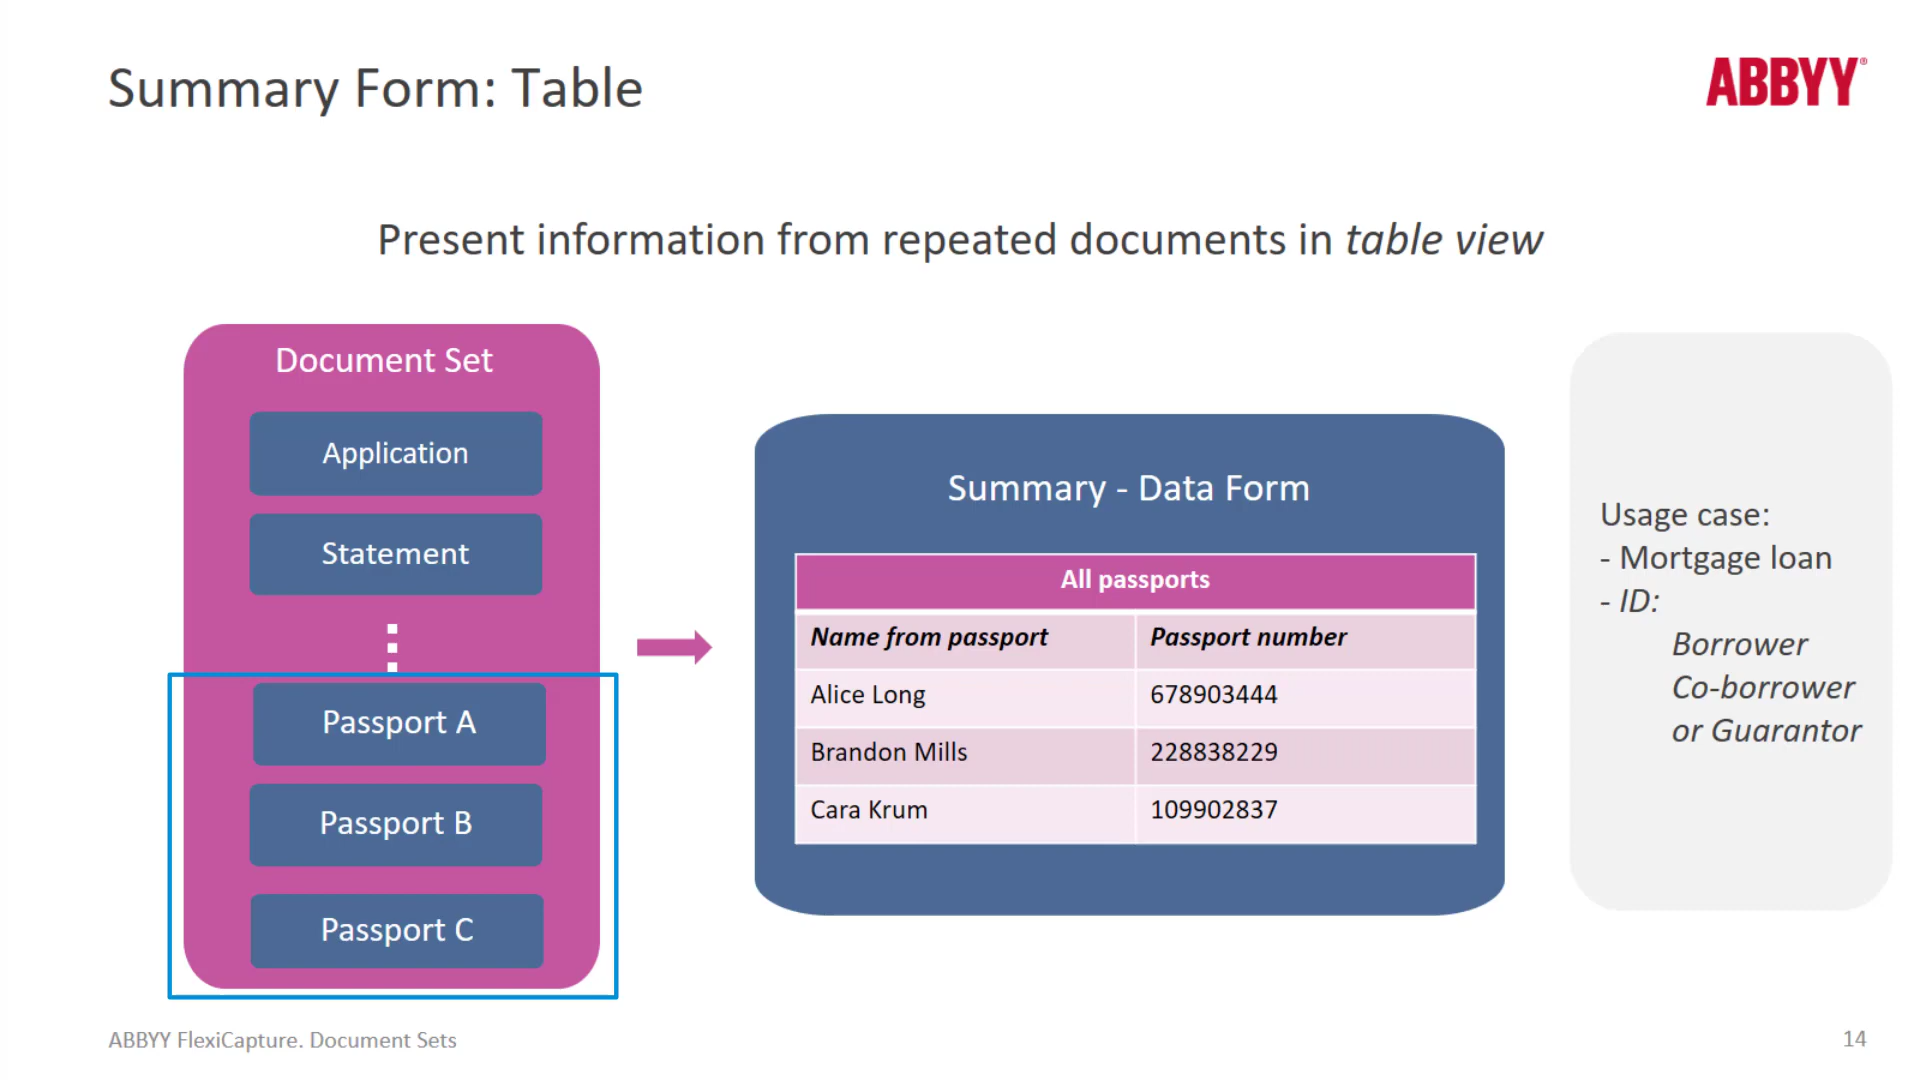 Summary Form: Table
ABBYY®
Present information from repeated documents in table view
Document Set
Application
Statement
Passport A
Passport B
Passport C
Summary - Data Form
All passports
Name from passport Passport number
Alice Long 678903444
Brandon Mills 228838229
Cara Krum 109902837
Usage case:
- Mortgage loan
- ID:
Borrower
Co-borrower
or Guarantor
ABBYY FlexiCapture. Document Sets
14